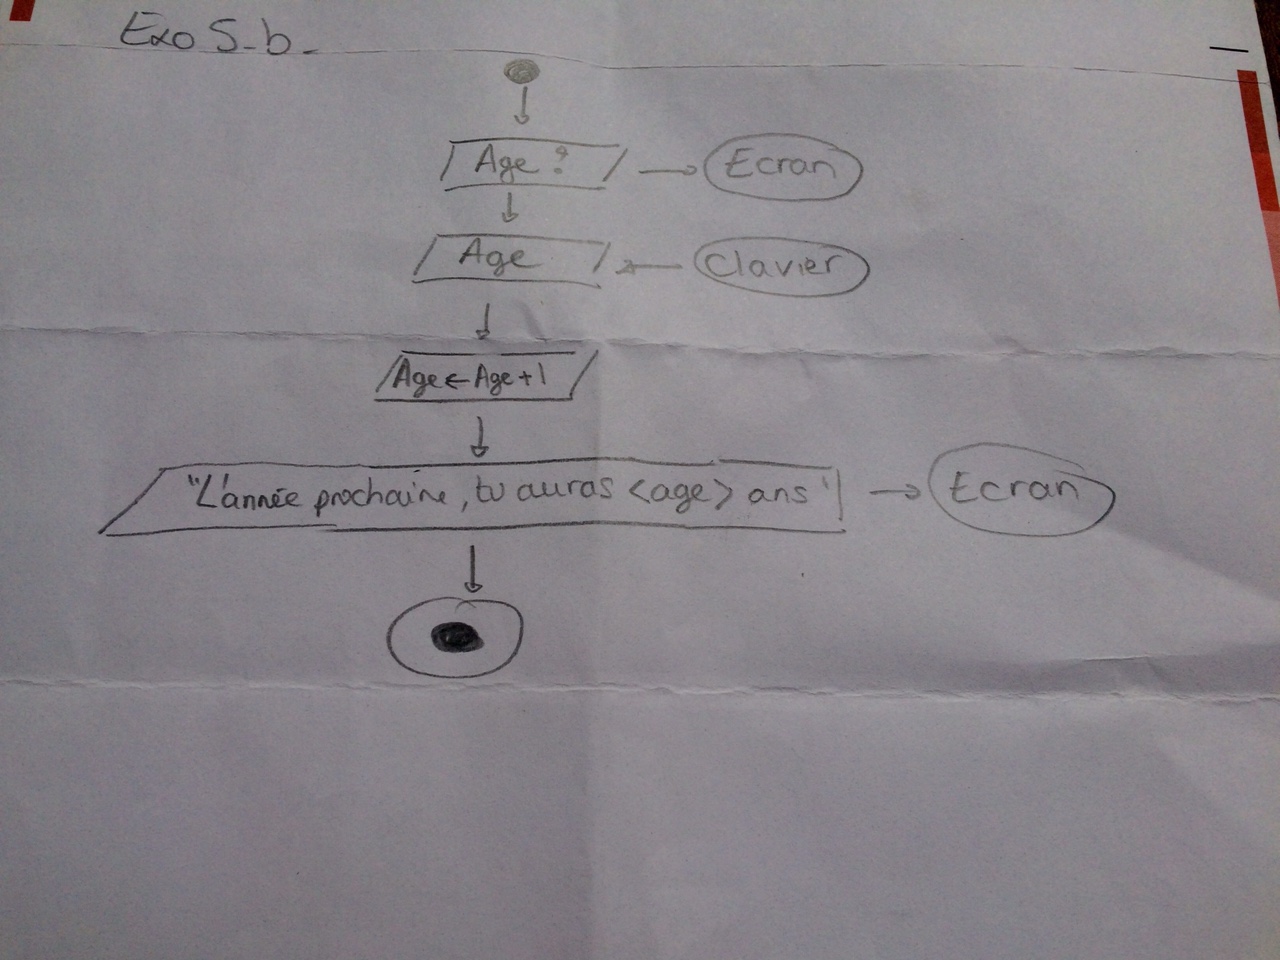 Exo 5-b-
Age ? Ecran
Age Clavier
Age ← Age + 1
"L'année prochaine, tu auras <age> ans" Ecran